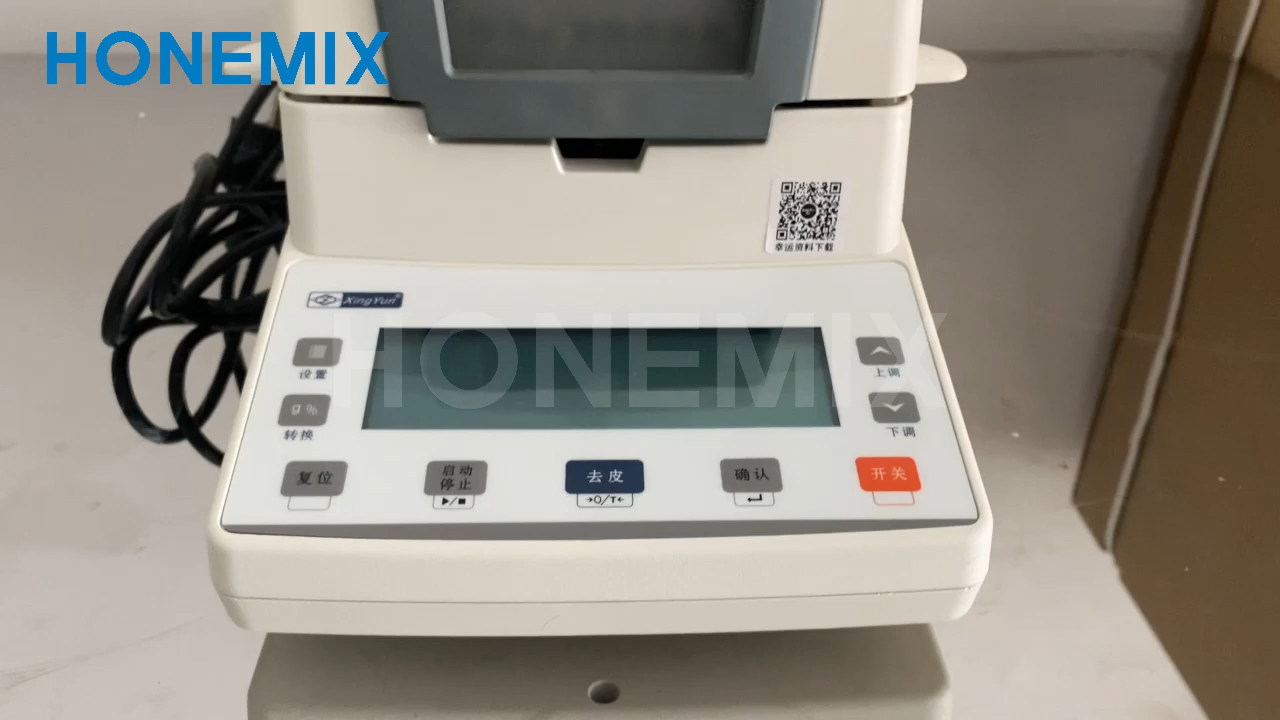 HONEMIX
幸运资料下载
XingYun
HONEMIX
设置
上调
g %
转换
下调
复位
启动
停止
去皮
→O/T←
确认
开关